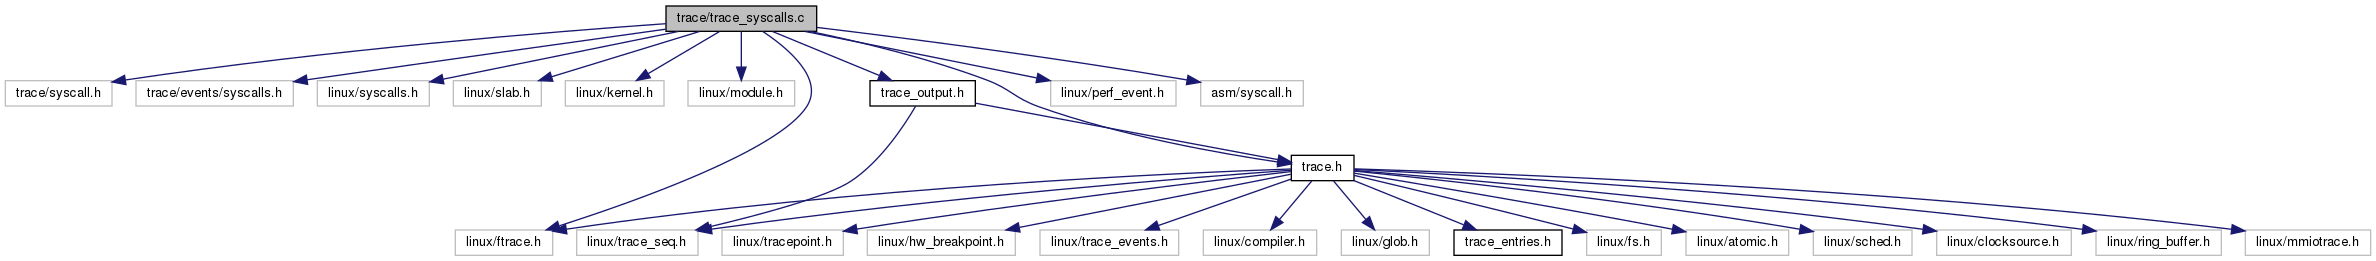 trace/trace_syscalls.c
trace/syscall.h
trace/events/syscalls.h
linux/syscalls.h
linux/slab.h
linux/kernel.h
linux/module.h
trace_output.h
linux/perf_event.h
asm/syscall.h
trace.h
linux/ftrace.h
linux/trace_seq.h
linux/tracepoint.h
linux/hw_breakpoint.h
linux/trace_events.h
linux/compiler.h
linux/glob.h
trace_entries.h
linux/fs.h
linux/atomic.h
linux/sched.h
linux/clocksource.h
linux/ring_buffer.h
linux/mmiotrace.h